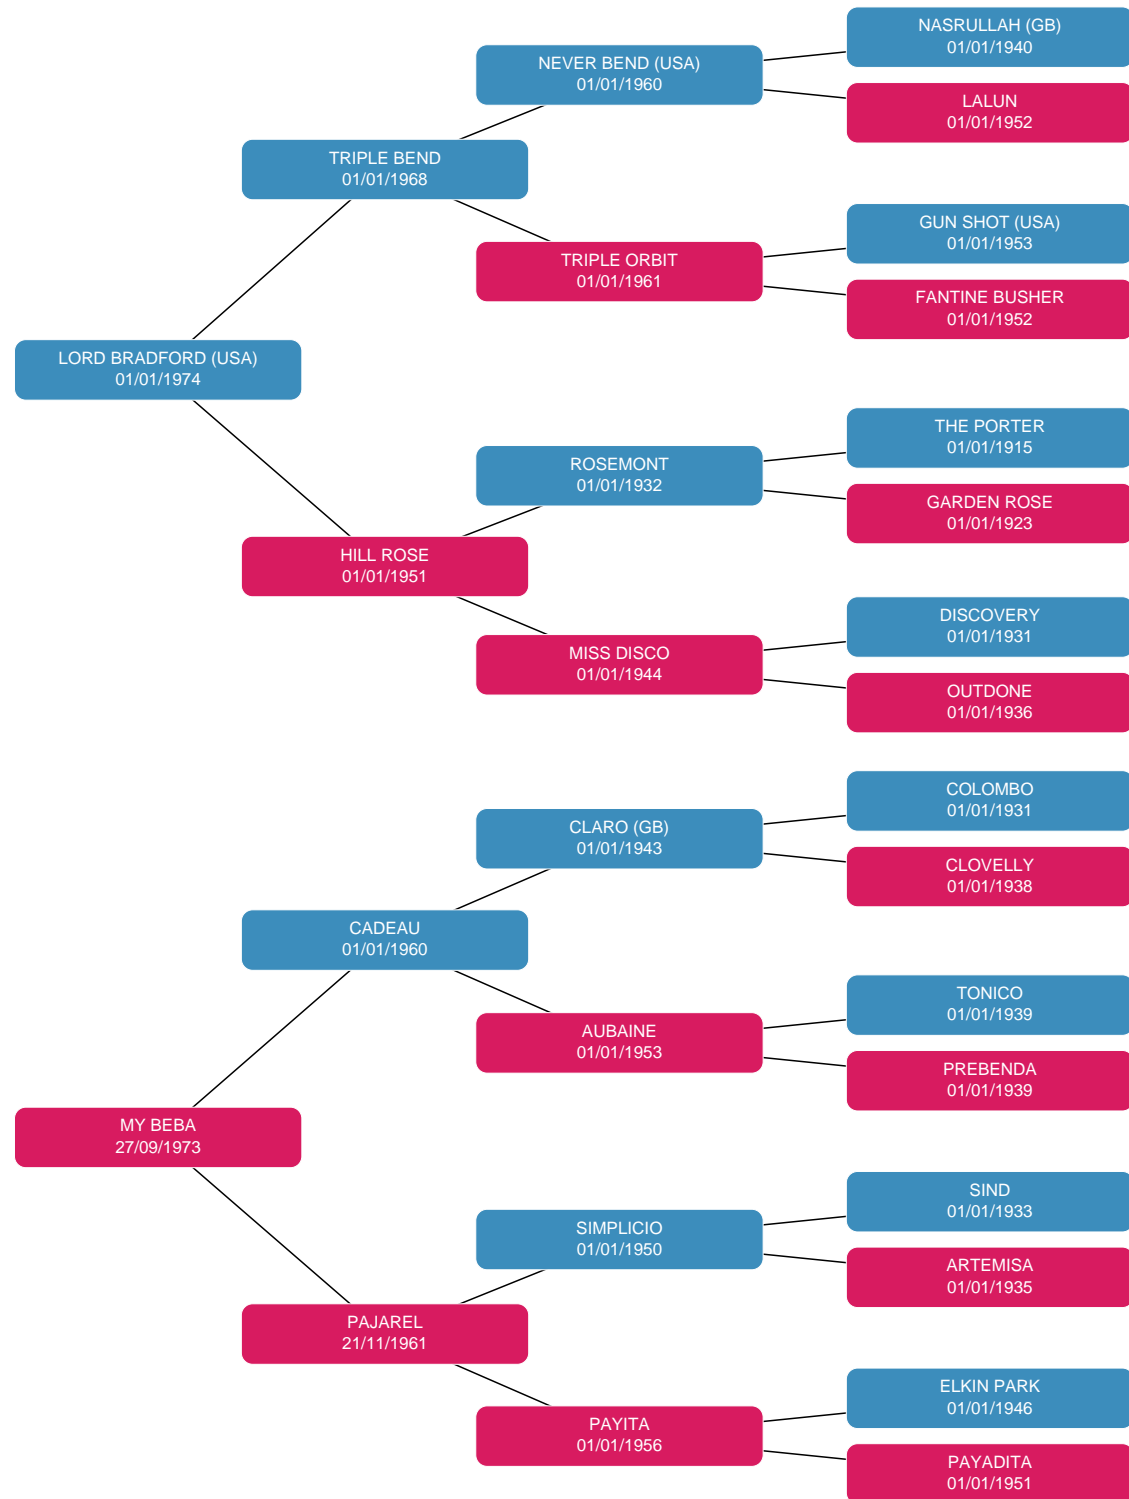 NASRULLAH (GB)
01/01/1940
NEVER BEND (USA)
01/01/1960
LALUN
01/01/1952
TRIPLE BEND
01/01/1968
GUN SHOT (USA)
01/01/1953
TRIPLE ORBIT
01/01/1961
FANTINE BUSHER
01/01/1952
LORD BRADFORD (USA)
01/01/1974
THE PORTER
01/01/1915
ROSEMONT
01/01/1932
GARDEN ROSE
01/01/1923
HILL ROSE
01/01/1951
DISCOVERY
01/01/1931
MISS DISCO
01/01/1944
OUTDONE
01/01/1936
COLOMBO
01/01/1931
CLARO (GB)
01/01/1943
CLOVELLY
01/01/1938
CADEAU
01/01/1960
TONICO
01/01/1939
AUBAINE
01/01/1953
PREBENDA
01/01/1939
MY BEBA
27/09/1973
SIND
01/01/1933
SIMPLICIO
01/01/1950
ARTEMISA
01/01/1935
PAJAREL
21/11/1961
ELKIN PARK
01/01/1946
PAYITA
01/01/1956
PAYADITA
01/01/1951